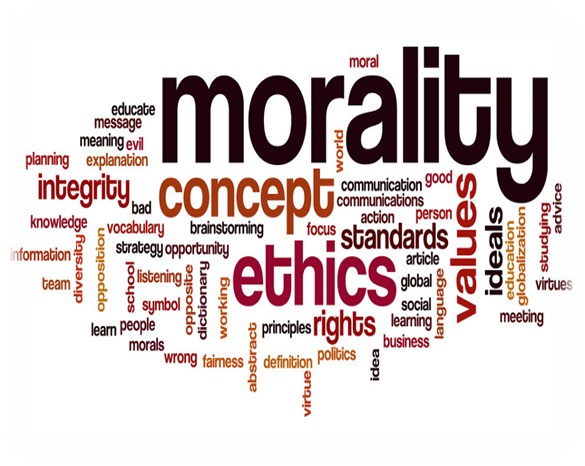 moral
morality
educate
message
meaning
evil
world
planning
explanation
integrity
concept
communication
good
communications
values
ideals
education
globalization
studying
advice
bad
action
person
knowledge
vocabulary
brainstorming
focus
standards
information
diversity
opposition
strategy
opportunity
ethics
article
team
school
listening
opposite
dictionary
working
global
language
virtues
symbol
social
learn
people
principles
rights
learning
meeting
morals
business
wrong
fairness
abstract
definition
politics
idea
virtue